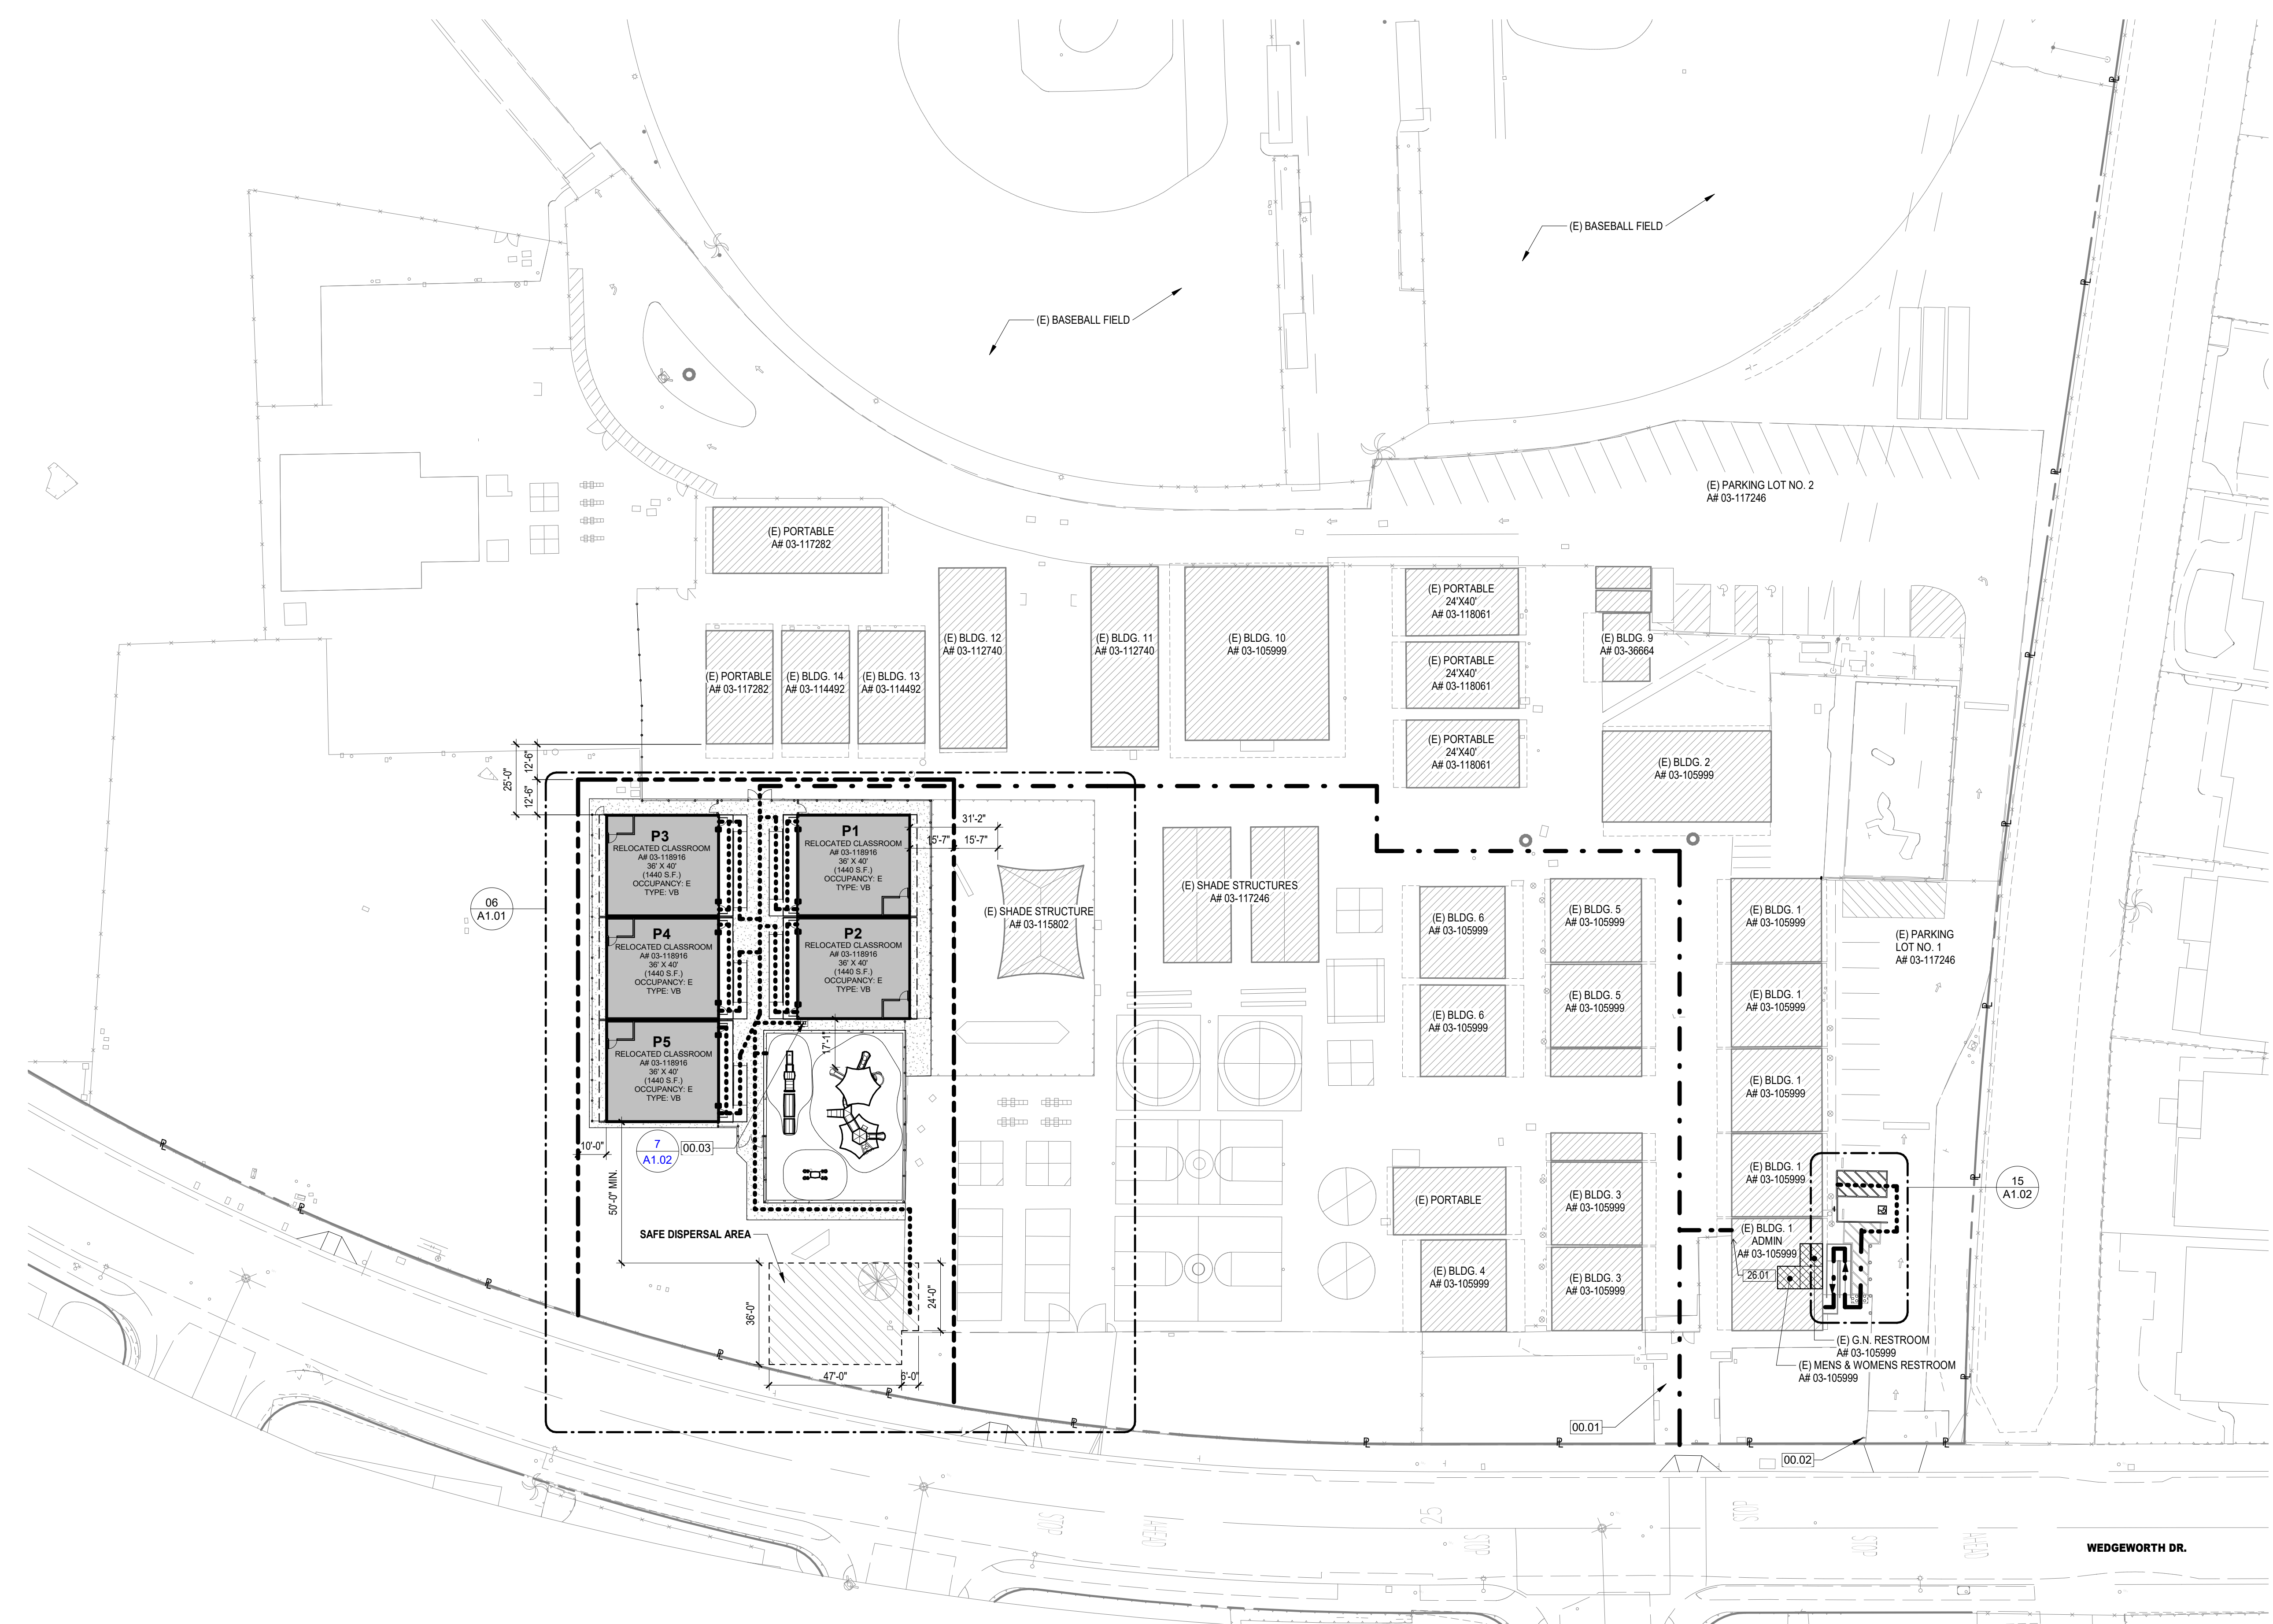 (E) BASEBALL FIELD
(E) BASEBALL FIELD
(E) PARKING LOT NO. 2
A# 03-117246
(E) PORTABLE
A# 03-117282
(E) PORTABLE
24'X40'
A# 03-118061
(E) PORTABLE
24'X40'
A# 03-118061
(E) PORTABLE
24'X40'
A# 03-118061
(E) BLDG. 12
A# 03-112740
(E) BLDG. 11
A# 03-112740
(E) BLDG. 10
A# 03-105999
(E) BLDG. 9
A# 03-36664
(E) PORTABLE
A# 03-117282
(E) BLDG. 14
A# 03-114492
(E) BLDG. 13
A# 03-114492
(E) BLDG. 2
A# 03-105999
25'-0"
12'-6"
12'-6"
31'-2"
15'-7"
15'-7"
P3
RELOCATED CLASSROOM
A# 03-118916
36' X 40'
(1440 S.F.)
OCCUPANCY: E
TYPE: VB
P1
RELOCATED CLASSROOM
A# 03-118916
36' X 40'
(1440 S.F.)
OCCUPANCY: E
TYPE: VB
06
A1.01
P4
RELOCATED CLASSROOM
A# 03-118916
36' X 40'
(1440 S.F.)
OCCUPANCY: E
TYPE: VB
P2
RELOCATED CLASSROOM
A# 03-118916
36' X 40'
(1440 S.F.)
OCCUPANCY: E
TYPE: VB
P5
RELOCATED CLASSROOM
A# 03-118916
36' X 40'
(1440 S.F.)
OCCUPANCY: E
TYPE: VB
(E) SHADE STRUCTURE
A# 03-115802
(E) SHADE STRUCTURES
A# 03-117246
(E) BLDG. 6
A# 03-105999
(E) BLDG. 6
A# 03-105999
(E) BLDG. 5
A# 03-105999
(E) BLDG. 5
A# 03-105999
(E) BLDG. 1
A# 03-105999
(E) BLDG. 1
A# 03-105999
(E) BLDG. 1
A# 03-105999
(E) BLDG. 1
A# 03-105999
(E) BLDG. 1
ADMIN
A# 03-105999
(E) PARKING
LOT NO. 1
A# 03-117246
17'-1"
10'-0"
7
A1.02
00.03
50'-0" MIN.
SAFE DISPERSAL AREA
36'-0"
24'-0"
47'-0"
6'-0"
(E) PORTABLE
(E) BLDG. 3
A# 03-105999
(E) BLDG. 4
A# 03-105999
(E) BLDG. 3
A# 03-105999
15
A1.02
26.01
(E) G.N. RESTROOM
A# 03-105999
(E) MENS & WOMENS RESTROOM
A# 03-105999
00.01
00.02
25
WEDGEWORTH DR.